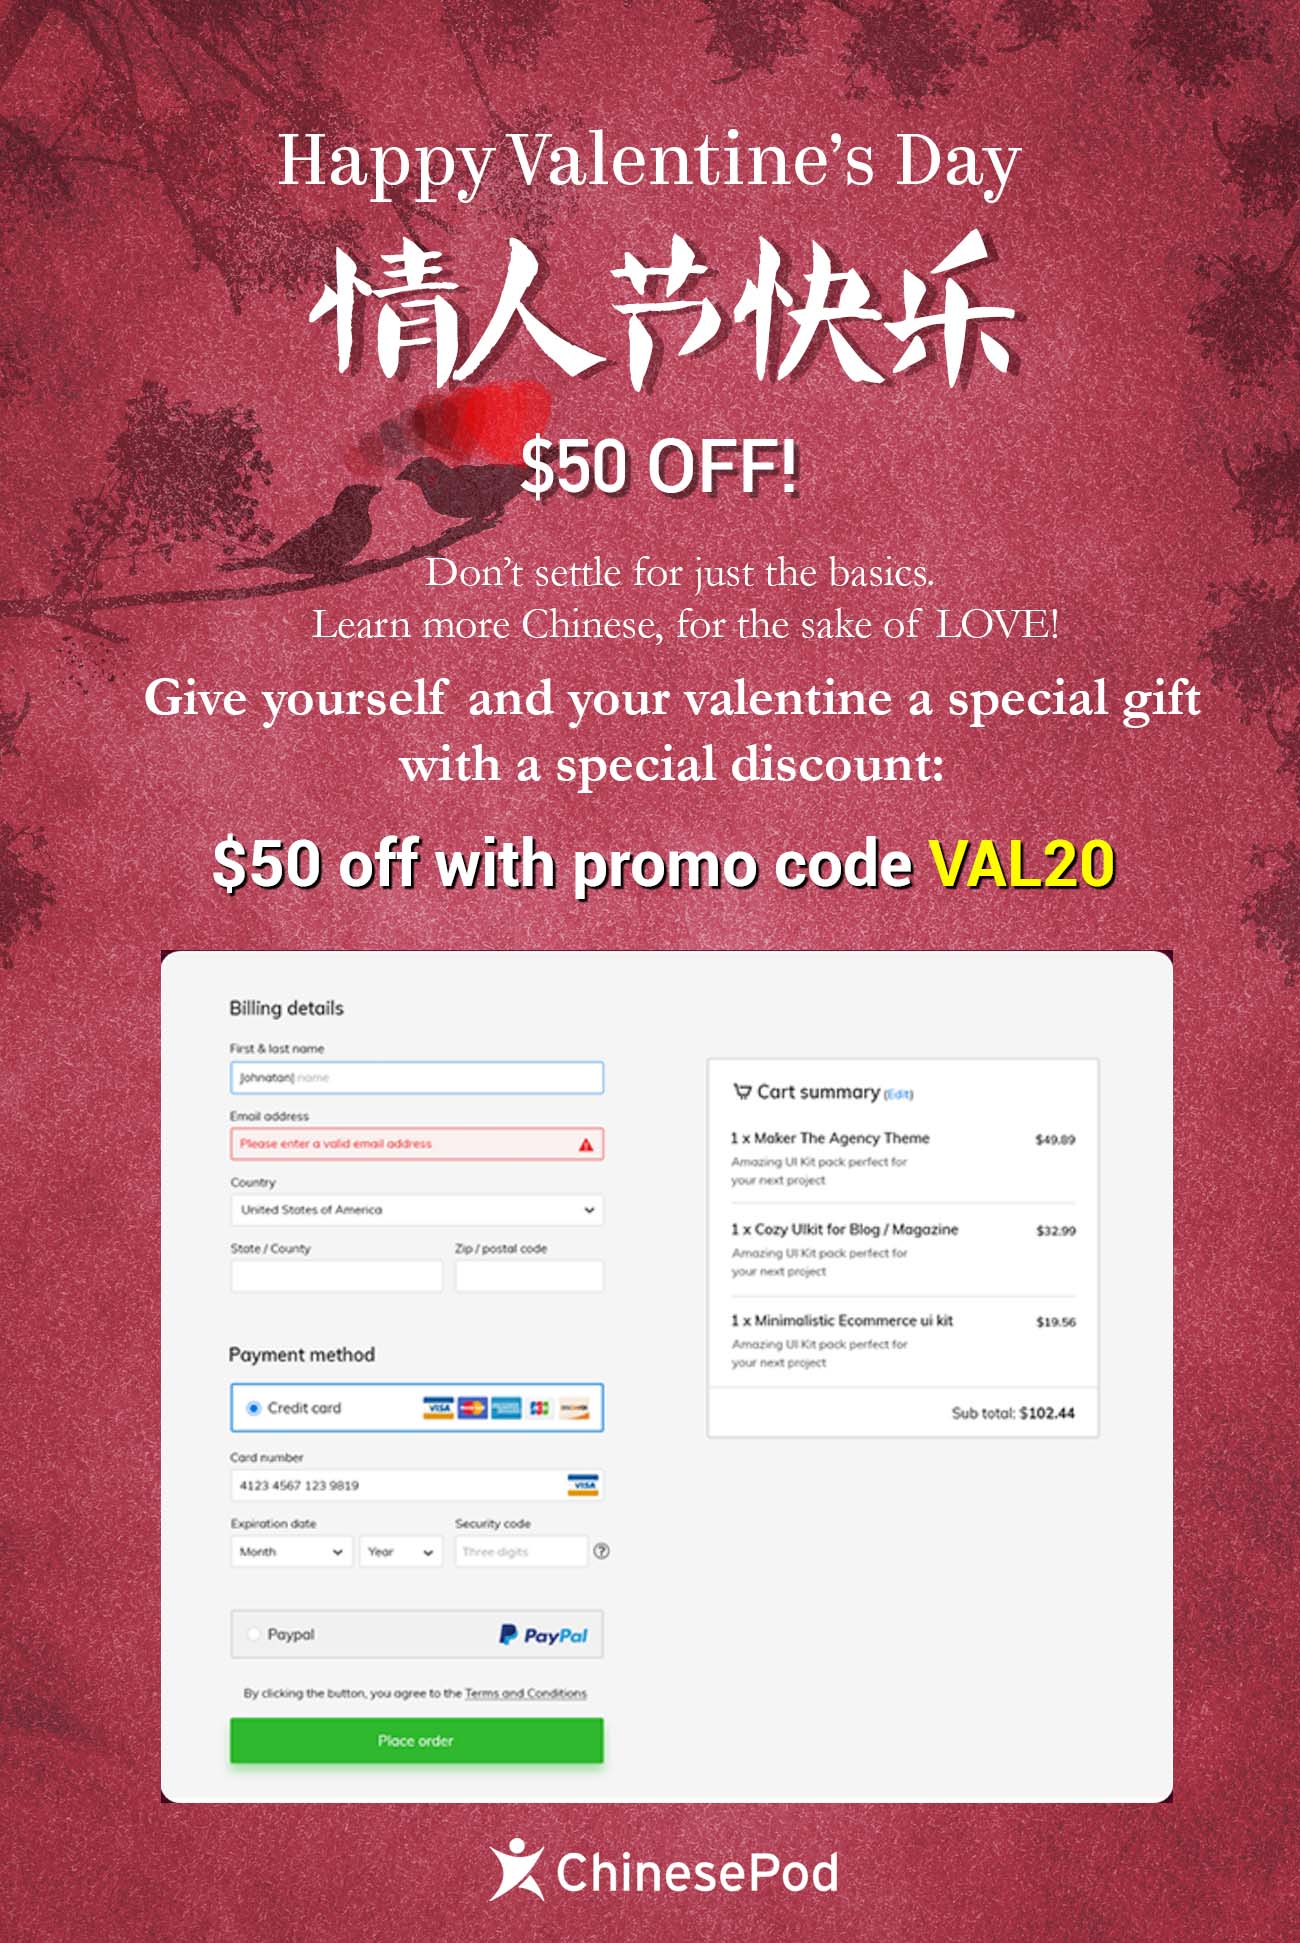 Happy Valentine's Day
情人节快乐
$50 OFF!
Don't settle for just the basics.
Learn more Chinese, for the sake of LOVE!
Give yourself and your valentine a special gift
with a special discount:
$50 off with promo code VAL20
Billing details
First & last name
Johnatan| name
Email address
Please enter a valid email address
Country
United States of America
State / County Zip / postal code
Payment method
Credit card VISA MasterCard AMERICAN EXPRESS JCB DISCOVER
Card number
4123 4567 123 9819 VISA
Expiration date Security code
Month Year Three digits ?
Paypal PayPal
By clicking the button, you agree to the Terms and Conditions
Place order
Cart summary (Edit)
1 x Maker The Agency Theme $49.89
Amazing UI Kit pack perfect for
your next project
1 x Cozy UIkit for Blog / Magazine $32.99
Amazing UI Kit pack perfect for
your next project
1 x Minimalistic Ecommerce ui kit $19.56
Amazing UI Kit pack perfect for
your next project
Sub total: $102.44
ChinesePod